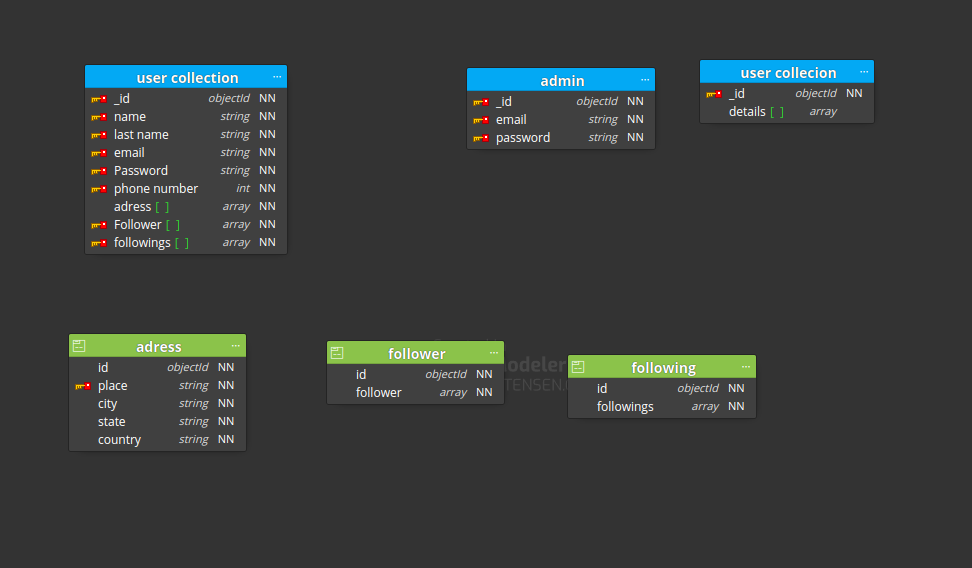 user collection ...
_id objectId NN
name string NN
last name string NN
email string NN
Password string NN
phone number int NN
adress [ ] array NN
Follower [ ] array NN
followings [ ] array NN
admin ...
_id objectId NN
email string NN
password string NN
user collecion ...
_id objectId NN
details [ ] array
adress ...
id objectId NN
place string NN
city string NN
state string NN
country string NN
follower ...
id objectId NN
follower array NN
following ...
id objectId NN
followings array NN